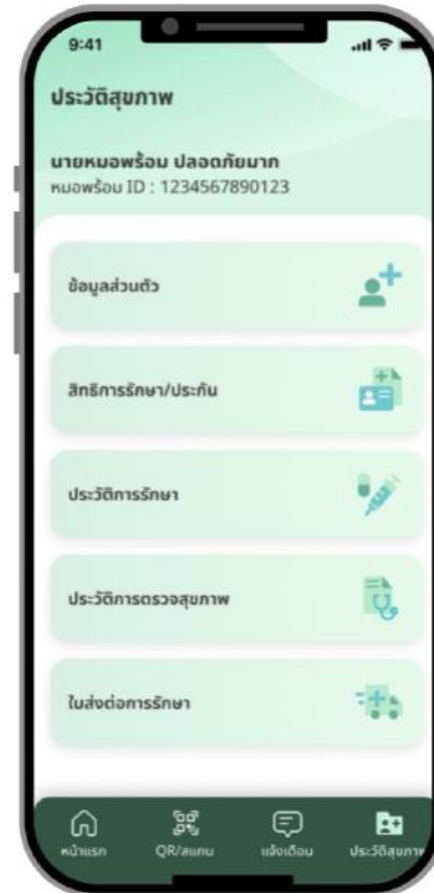 9:41
ประวัติสุขภาพ
นายหมอพร้อม ปลอดภัยมาก
หมอพร้อม ID : 1234567890123
ข้อมูลส่วนตัว
สิทธิการรักษา/ประกัน
ประวัติการรักษา
ประวัติการตรวจสุขภาพ
ใบส่งต่อการรักษา
หน้าแรก
QR/สแกน
แจ้งเตือน
ประวัติสุขภาพ